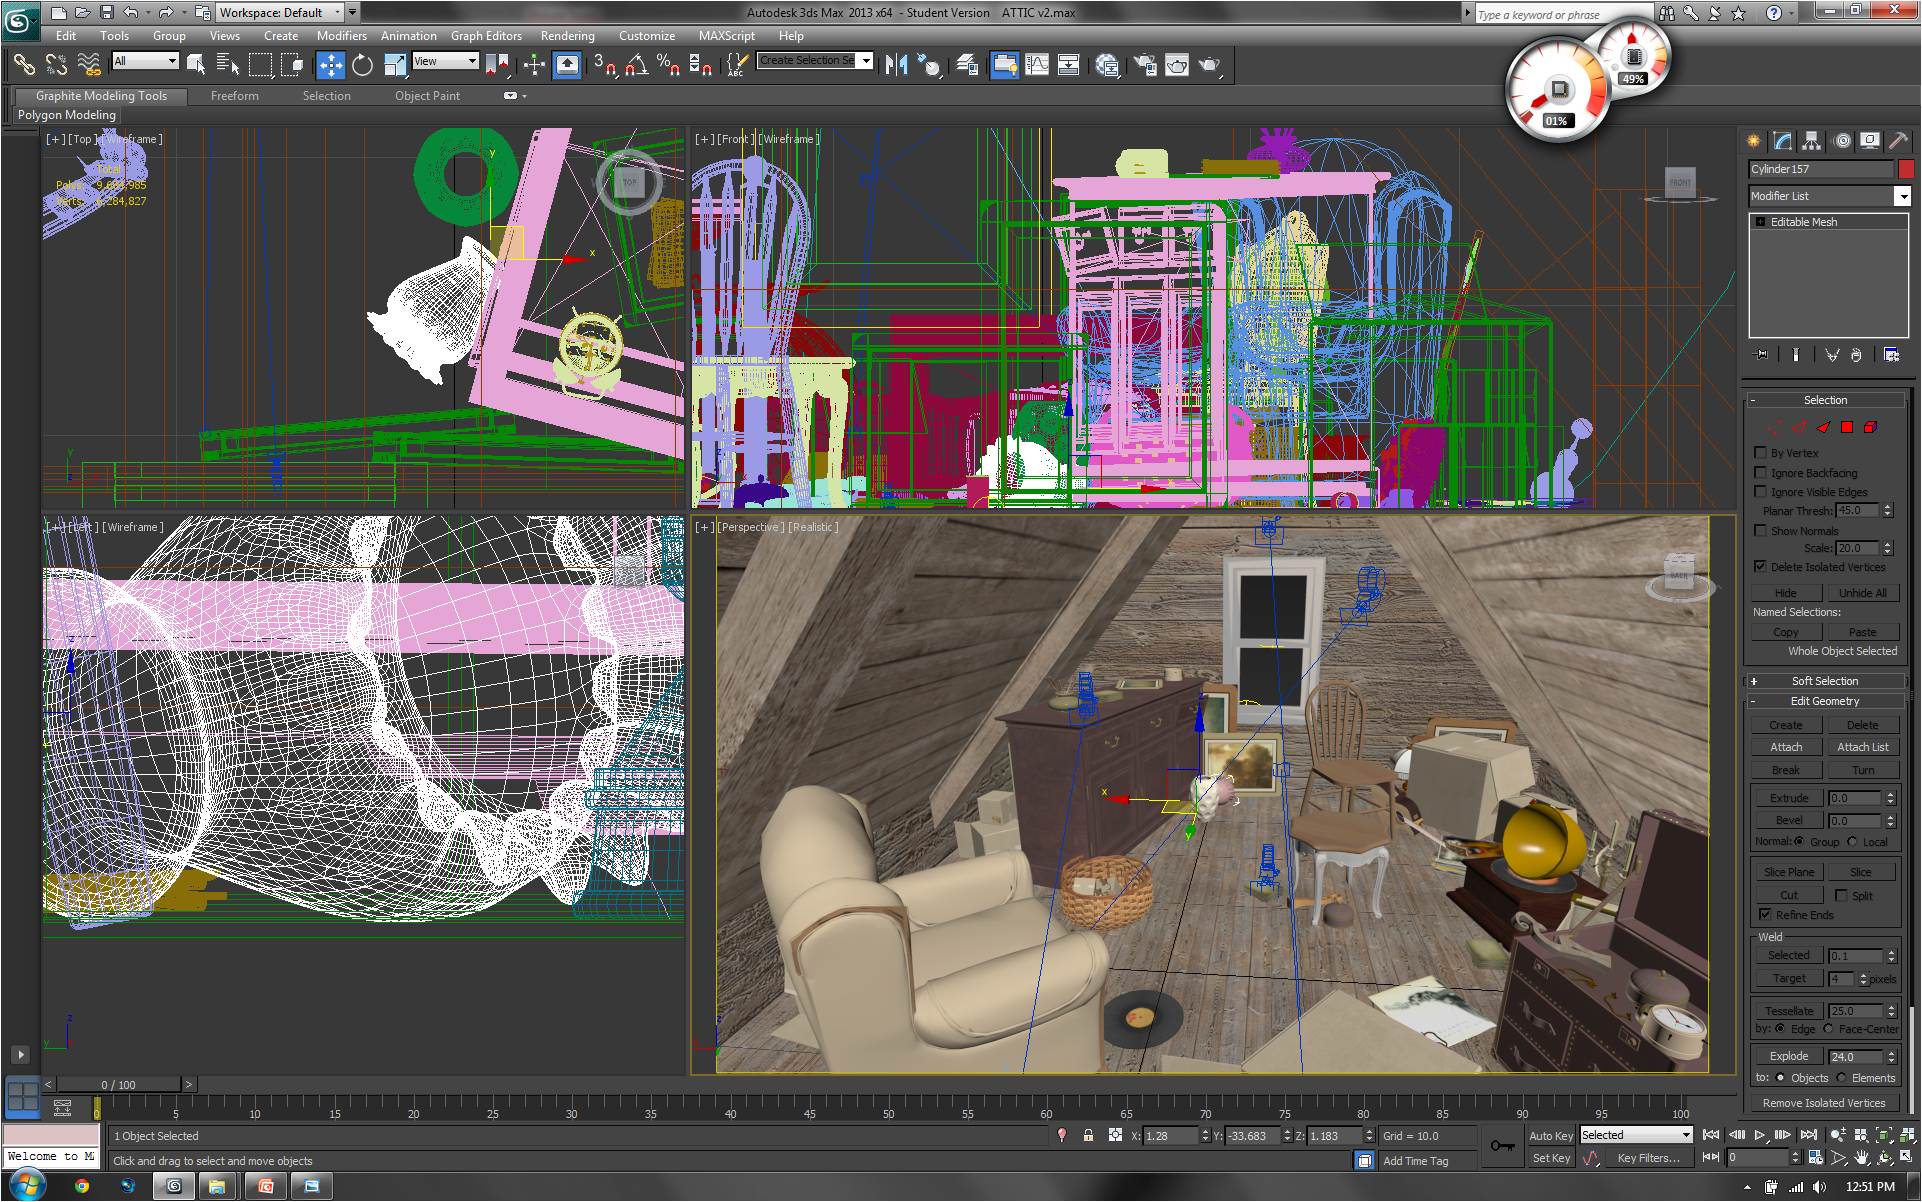 Workspace: Default
Autodesk 3ds Max 2013 x64 - Student Version ATTIC v2.max
Type a keyword or phrase
Edit Tools Group Views Create Modifiers Animation Graph Editors Rendering Customize MAXScript Help
All
View
Create Selection Se
49%
01%
Graphite Modeling Tools Freeform Selection Object Paint
Polygon Modeling
[+][Top][Wireframe]
Total
Polys:
Verts:
TOP
[+][Front][Wireframe]
FRONT
[+][Left][Wireframe]
[+][Perspective][Realistic]
BACK
Cylinder157
Modifier List
Editable Mesh
Selection
By Vertex
Ignore Backfacing
Ignore Visible Edges
Planar Thresh: 45.0
Show Normals
Scale: 20.0
Delete Isolated Vertices
Hide Unhide All
Named Selections:
Copy Paste
Whole Object Selected
Soft Selection
Edit Geometry
Create Delete
Attach Attach List
Break Turn
Extrude 0.0
Bevel 0.0
Normal: Group Local
Slice Plane Slice
Cut Split
Refine Ends
Weld
Selected 0.1
Target 4 pixels
Tessellate 25.0
by: Edge Face-Center
Explode 24.0
to: Objects Elements
Remove Isolated Vertices
0 / 100
0 5 10 15 20 25 30 35 40 45 50 55 60 65 70 75 80 85 90 95 100
1 Object Selected
X: 1.28 Y: -33.683 Z: 1.183 Grid = 10.0
Auto Key Selected
Welcome to M
Click and drag to select and move objects
Add Time Tag
Set Key Key Filters... 0
12:51 PM